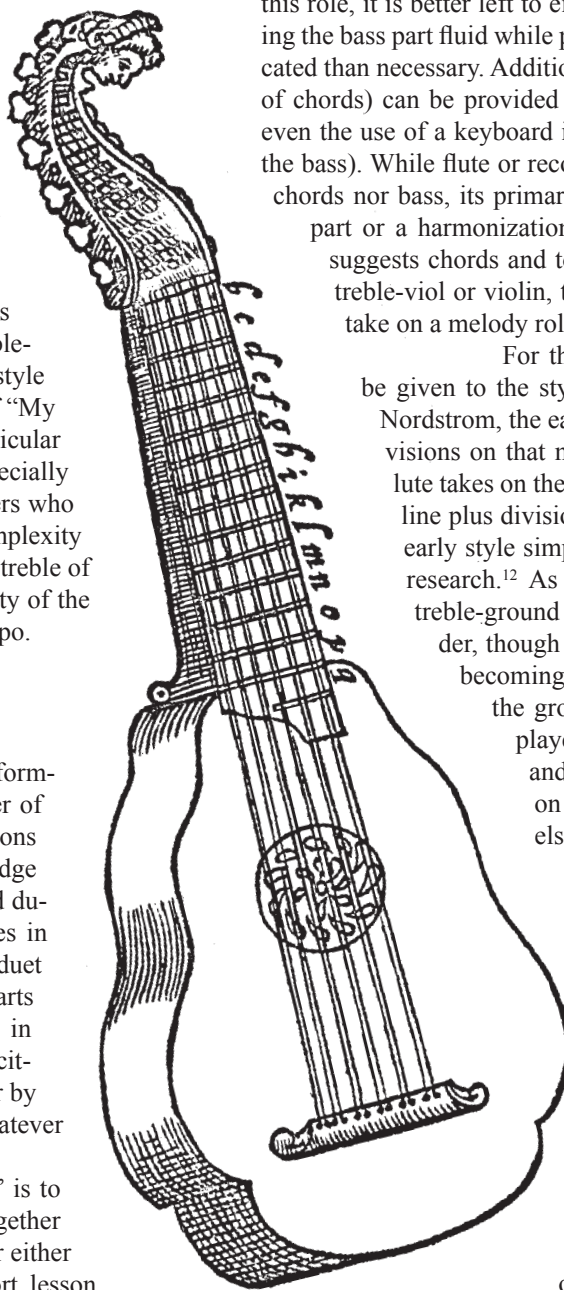 s
ble-
style
“My
icular
ecially
rs who
mplexity
treble of
ty of the
po.
form-
er of
ons
dge
d du-
es in
duet
arts
in
cit-
r by
atever
” is to
gether
r either
ort lesson
b c d e f g h i k l m n o p q
this role, it is better left to e
ing the bass part fluid while p
cated than necessary. Additio
of chords) can be provided
even the use of a keyboard i
the bass). While flute or reco
chords nor bass, its primar
part or a harmonization
suggests chords and t
treble-viol or violin, t
take on a melody rol
For th
be given to the sty
Nordstrom, the ea
visions on that m
lute takes on the
line plus divisio
early style simp
research.¹² As
treble-ground
der, though
becoming
the gro
playe
and
on
els